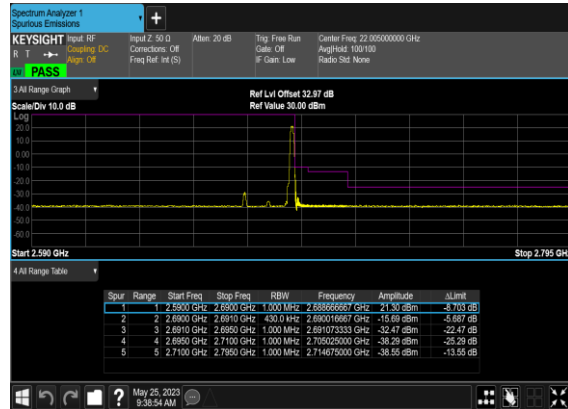 Spectrum Analyzer 1
Spurious Emissions
+
KEYSIGHT Input: RF Input Z: 50 Ω Atten: 20 dB Trig: Free Run Center Freq: 22.005000000 GHz
R T Coupling: DC Corrections: Off Gate: Off Avg|Hold: 100/100
Align: Off Freq Ref: Int (S) IF Gain: Low Radio Std: None
PASS
3 All Range Graph Ref Lvl Offset 32.97 dB
Scale/Div 10.0 dB Ref Value 30.00 dBm
Log
20.0
10.0
0.00
-10.0
-20.0
-30.0
-40.0
-50.0
-60.0
Start 2.590 GHz Stop 2.795 GHz
4 All Range Table
Spur Range Start Freq Stop Freq RBW Frequency Amplitude ΔLimit
1 1 2.5900 GHz 2.6900 GHz 1.000 MHz 2.688666667 GHz 21.30 dBm -8.703 dB
2 2 2.6900 GHz 2.6910 GHz 430.0 kHz 2.690016667 GHz -15.69 dBm -5.687 dB
3 3 2.6910 GHz 2.6950 GHz 1.000 MHz 2.691073333 GHz -32.47 dBm -22.47 dB
4 4 2.6950 GHz 2.7100 GHz 1.000 MHz 2.705025000 GHz -38.29 dBm -25.29 dB
5 5 2.7100 GHz 2.7950 GHz 1.000 MHz 2.714675000 GHz -38.55 dBm -13.55 dB
? May 25, 2023
9:38:54 AM